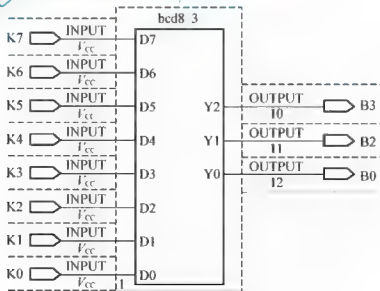 bcd8_3
K7 INPUT D7
VCC
K6 INPUT D6
VCC
K5 INPUT D5
VCC
Y2 OUTPUT B3
10
K4 INPUT D4
VCC
Y1 OUTPUT B2
11
K3 INPUT D3
VCC
Y0 OUTPUT B0
12
K2 INPUT D2
VCC
K1 INPUT D1
VCC
K0 INPUT D0
VCC
1